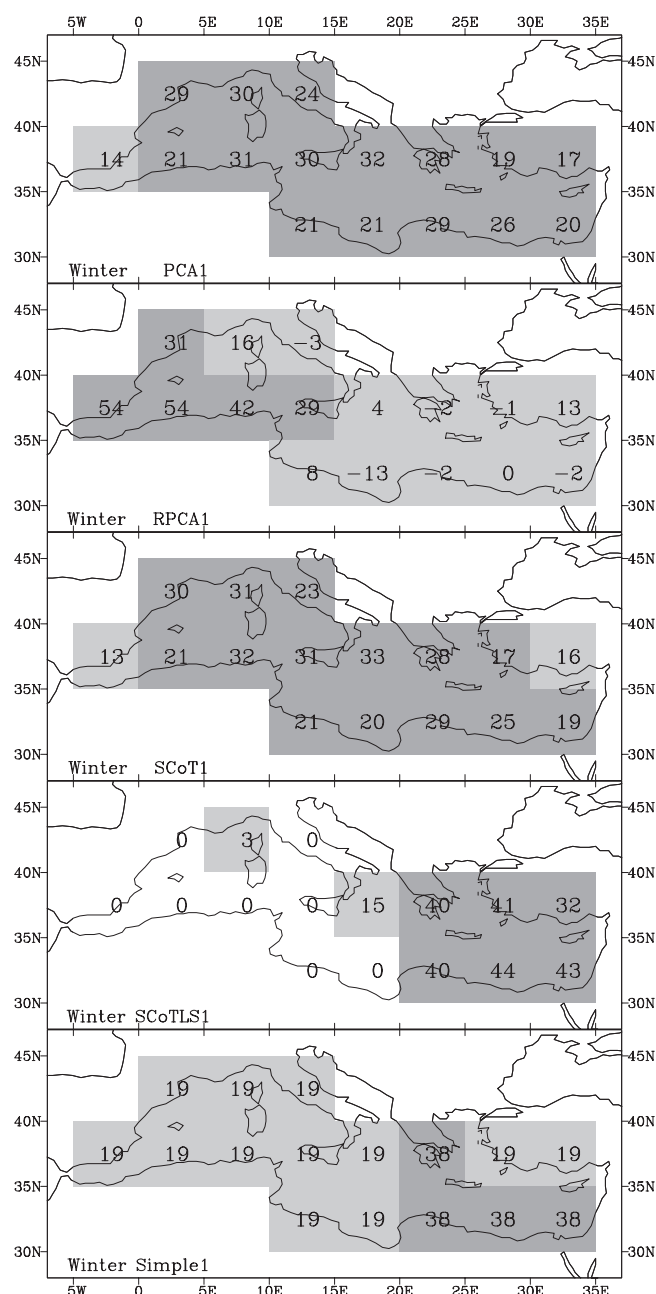 5W 0 5E 10E 15E 20E 25E 30E 35E
45N 29 30 24 45N
40N 40N
14 21 31 30 32 28 19 17
35N 35N
21 21 29 26 20
30N 30N
Winter PCA1
45N 31 16 −3 45N
40N 40N
54 54 42 29 4 −2 −1 13
35N 35N
8 −13 −2 0 −2
30N 30N
Winter RPCA1
45N 30 31 23 45N
40N 40N
13 21 32 31 33 28 17 16
35N 35N
21 20 29 25 19
30N 30N
Winter SCoT1
45N 0 3 0 45N
40N 40N
0 0 0 0 15 40 41 32
35N 35N
0 0 40 44 43
30N 30N
Winter SCoTLS1
45N 19 19 19 45N
40N 40N
19 19 19 19 19 38 19 19
35N 35N
19 19 38 38 38
30N 30N
Winter Simple1
5W 0 5E 10E 15E 20E 25E 30E 35E